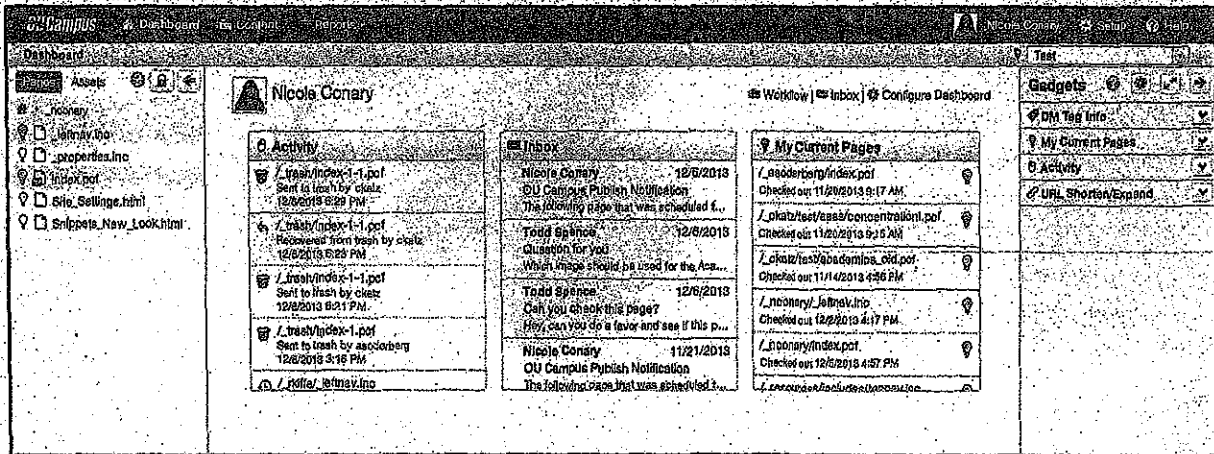 OU Campus Dashboard Content Reports
Nicole Conary Setup Help
Dashboard
Test
Pages Assets
_nconary
_leftnav.inc
_properties.inc
index.pcf
Site_Settings.html
Snippets_New_Look.html
Nicole Conary
Workflow | Inbox | Configure Dashboard
Activity
/_trash/index-1-1.pcf
Sent to trash by ckatz
12/6/2013 6:29 PM
/_trash/index-1-1.pcf
Recovered from trash by ckatz
12/6/2013 6:23 PM
/_trash/index-1-1.pcf
Sent to trash by ckatz
12/6/2013 6:21 PM
/_trash/index-1.pcf
Sent to trash by asoderberg
12/6/2013 3:16 PM
/_rkiffe/_leftnav.inc
Inbox
Nicole Conary 12/6/2013
OU Campus Publish Notification
The following page that was scheduled f...
Todd Spence 12/6/2013
Question for you
Which image should be used for the Aca...
Todd Spence 12/6/2013
Can you check this page?
Hey, can you do a favor and see if this p...
Nicole Conary 11/21/2013
OU Campus Publish Notification
The following page that was scheduled f...
My Current Pages
/_asoderberg/index.pcf
Checked out 11/20/2013 9:17 AM
/_ckatz/test/esse/concentrationl.pcf
Checked out 11/20/2013 9:15 AM
/_ckatz/test/academics_old.pcf
Checked out 11/14/2013 4:56 PM
/_nconary/_leftnav.inc
Checked out 12/2/2013 4:17 PM
/_nconary/index.pcf
Checked out 12/5/2013 4:57 PM
Gadgets
DM Tag Info
My Current Pages
Activity
URL Shorten/Expand